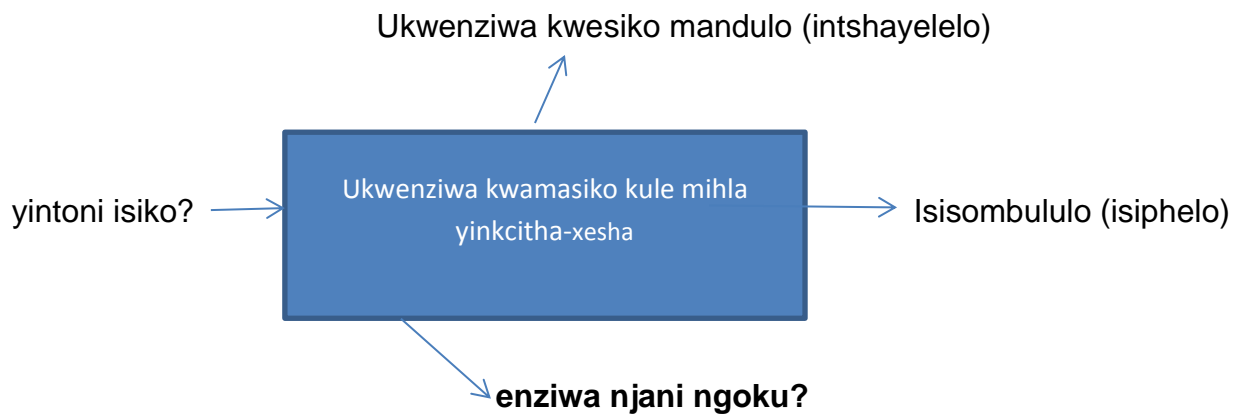 Ukwenziwa kwesiko mandulo (intshayelelo)
Ukwenziwa kwamasiko kule mihla
yinkcitha-xesha
yintoni isiko?
Isisombululo (isiphelo)
enziwa njani ngoku?